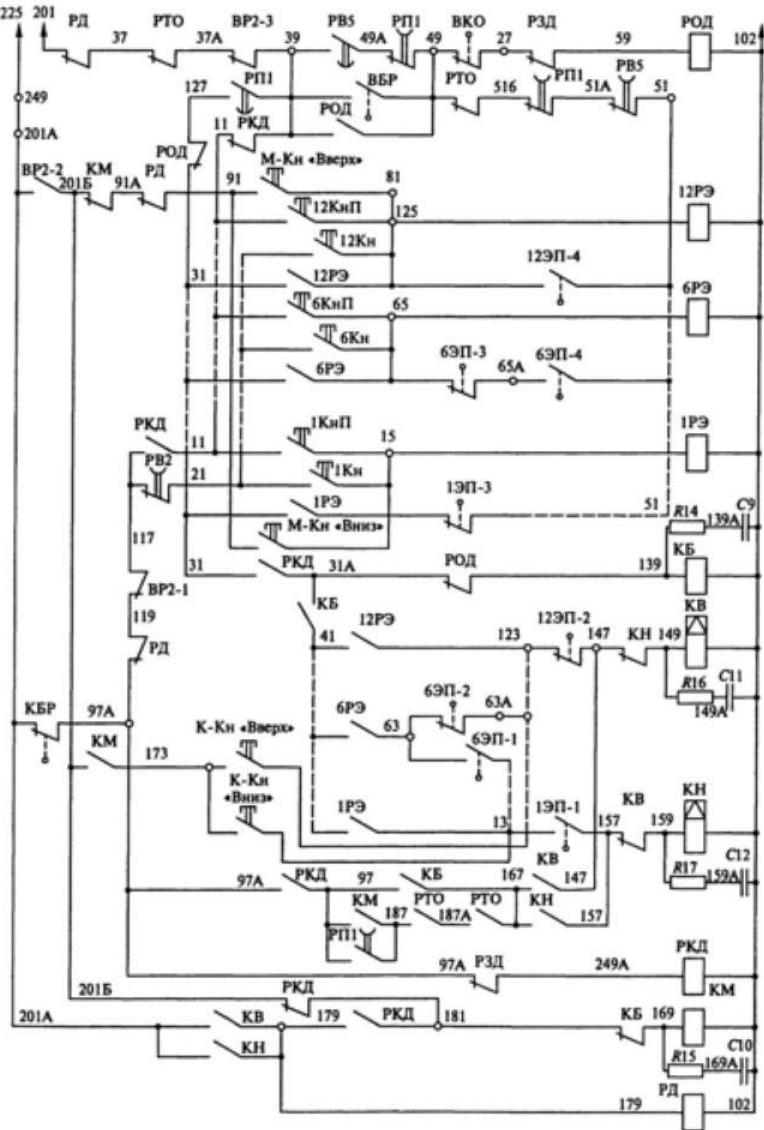 225 201 РД 37 РТО 37А ВР2-3 39 РВ5 49А РП1 49 ВКО 27 РЗД 59 РОД 102
249 127 РП1 ВБР РТО 516 РП1 51А РВ5 51
201А 11 РКД РОД
РОД М-Кн «Вверх»
ВР2-2 201Б КМ 91А РД 91 81
12КнП 125 12РЭ
12Кн
31 12РЭ 12ЭП-4
6КнП 65 6РЭ
6Кн 6ЭП-3 65А 6ЭП-4
6РЭ
РКД 11 1КнП 15 1РЭ
РВ2 21 1Кн
1РЭ 1ЭП-3 51
М-Кн «Вниз» R14 139А С9
117 31 РКД 31А РОД 139 КБ
ВР2-1 КБ
119 41 12РЭ 123 12ЭП-2 147 КН 149 КВ
РД R16 149А С11
6РЭ 63 6ЭП-2 63А
КБР 97А К-Кн «Вверх» 6ЭП-1
КМ 173
К-Кн
«Вниз» 1РЭ 13 1ЭП-1 157 КВ 159 КН
R17 159А С12
97А РКД 97 КБ 167 КВ 147
КМ 187 РТО 187А РТО КН 157
РП1
97А РЗД 249А РКД
201Б РКД КМ
201А КВ 179 РКД 181 КБ 169
КН R15 169А С10
179 РД 102